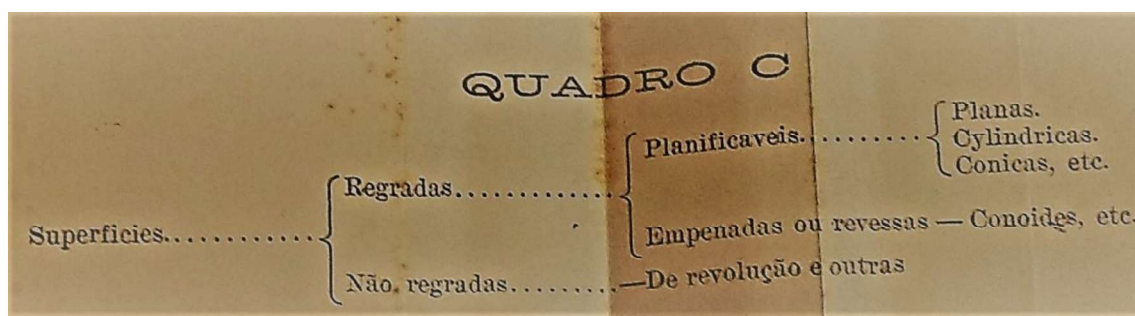 QUADRO C
Planas.
Planificaveis............ Cylindricas.
Conicas, etc.
Regradas..............
Superficies............. Empenadas ou revessas — Conoides, etc.
Não regradas.........—De revolução e outras